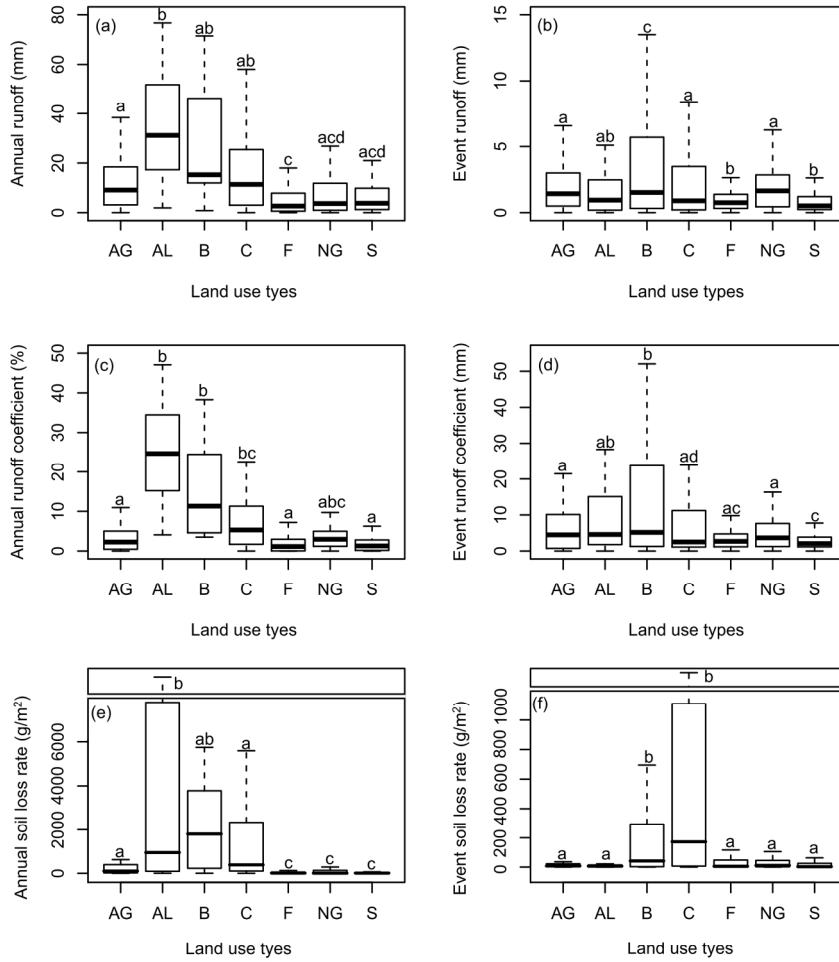 Annual runoff (mm)
80
60
40
20
0
(a)
a
b
ab
ab
c
acd
acd
AG AL B C F NG S
Land use tyes
Event runoff (mm)
15
10
5
0
(b)
a
ab
c
a
b
a
b
AG AL B C F NG S
Land use types
Annual runoff coefficient (%)
50
40
30
20
10
0
(c)
a
b
b
bc
a
abc
a
AG AL B C F NG S
Land use tyes
Event runoff coefficient (mm)
50
40
30
20
10
0
(d)
a
ab
b
ad
ac
a
c
AG AL B C F NG S
Land use types
Annual soil loss rate (g/m²)
6000
2000
0
(e)
a
b
ab
a
c
c
c
AG AL B C F NG S
Land use tyes
Event soil loss rate (g/m²)
1000
800
600
400
200
0
(f)
a
a
b
b
a
a
a
AG AL B C F NG S
Land use tyes